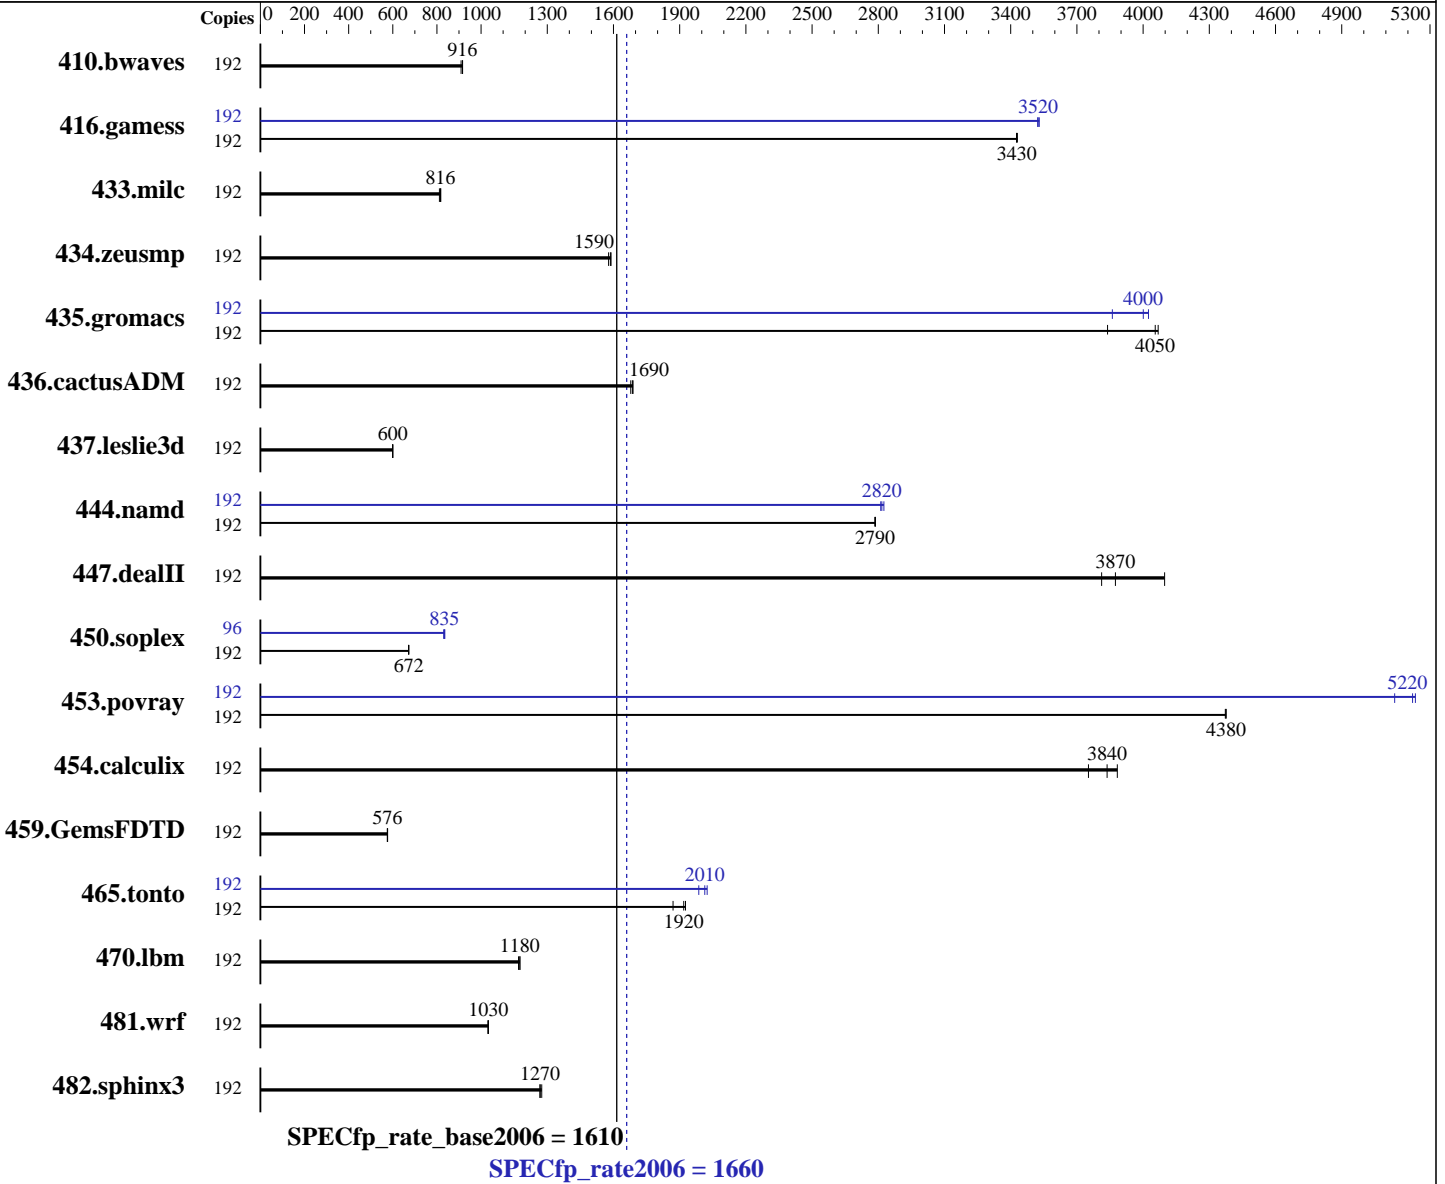 Copies 0 200 400 600 800 1000 1300 1600 1900 2200 2500 2800 3100 3400 3700 4000 4300 4600 4900 5300
410.bwaves 192 916
416.gamess 192 3520
192 3430
433.milc 192 816
434.zeusmp 192 1590
435.gromacs 192 4000
192 4050
436.cactusADM 192 1690
437.leslie3d 192 600
444.namd 192 2820
192 2790
447.dealII 192 3870
450.soplex 96 835
192 672
453.povray 192 5220
192 4380
454.calculix 192 3840
459.GemsFDTD 192 576
465.tonto 192 2010
192 1920
470.lbm 192 1180
481.wrf 192 1030
482.sphinx3 192 1270
SPECfp_rate_base2006 = 1610
SPECfp_rate2006 = 1660